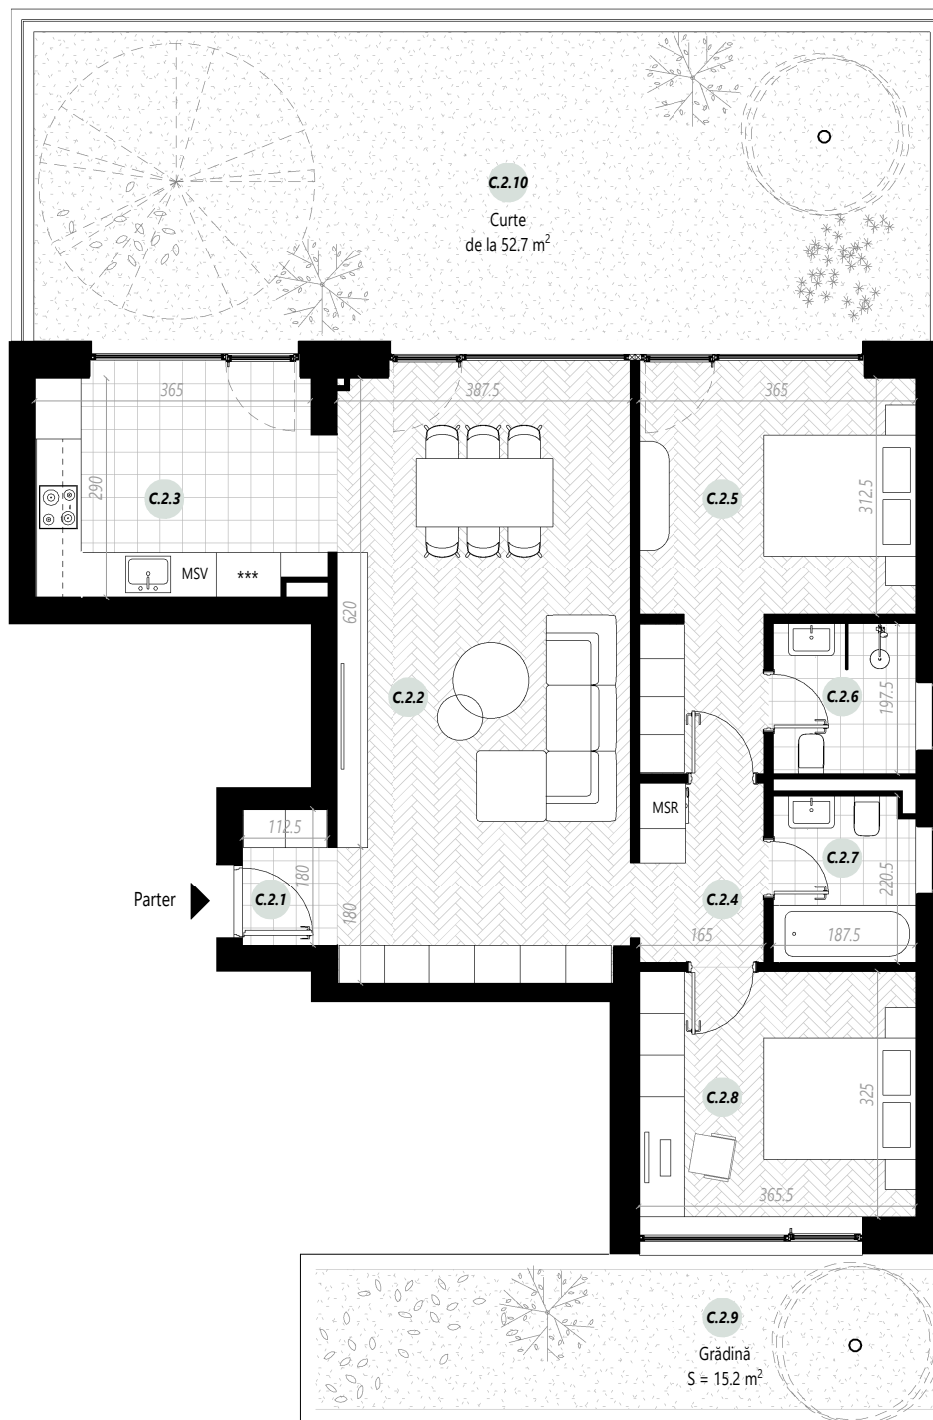 C.2.10
Curte
de la 52.7 m²
365
387.5
365
290
C.2.3
C.2.5
312.5
MSV
***
620
C.2.2
C.2.6
197.5
MSR
112.5
C.2.7
180
220.5
Parter
C.2.1
180
C.2.4
165
187.5
C.2.8
325
365.5
C.2.9
Grădină
S = 15.2 m²